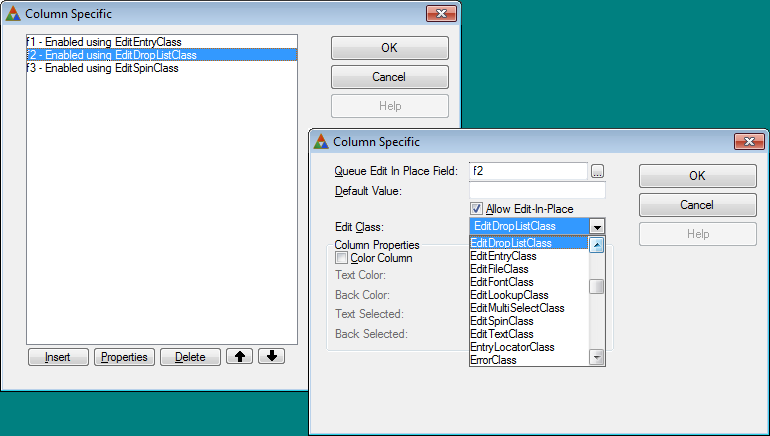 Column Specific
f1 - Enabled using EditEntryClass
f2 - Enabled using EditDropListClass
f3 - Enabled using EditSpinClass
OK
Cancel
Help
Insert
Properties
Delete
Column Specific
Queue Edit In Place Field:
f2
...
Default Value:
Allow Edit-In-Place
Edit Class:
EditDropListClass
Column Properties
Color Column
Text Color:
Back Color:
Text Selected:
Back Selected:
EditDropListClass
EditEntryClass
EditFileClass
EditFontClass
EditLookupClass
EditMultiSelectClass
EditSpinClass
EditTextClass
EntryLocatorClass
ErrorClass
OK
Cancel
Help